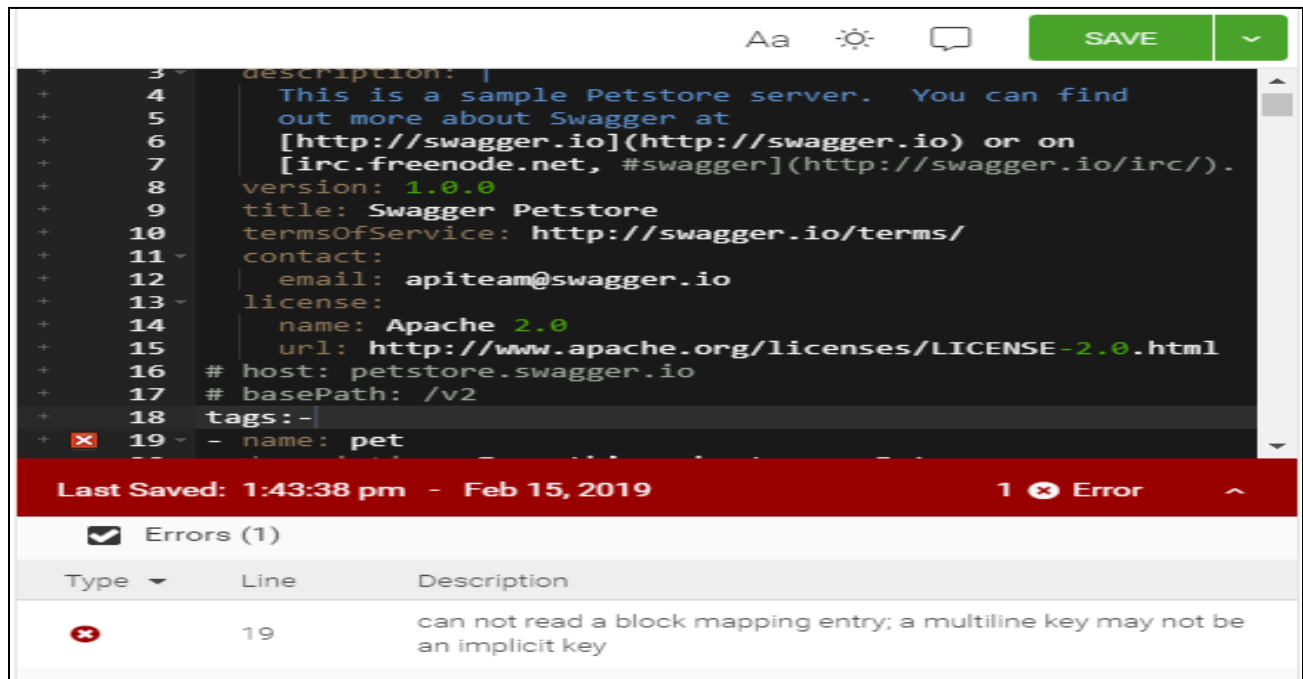 Aa SAVE
3 description: |
4 This is a sample Petstore server.  You can find
5 out more about Swagger at
6 [http://swagger.io](http://swagger.io) or on
7 [irc.freenode.net, #swagger](http://swagger.io/irc/).
8 version: 1.0.0
9 title: Swagger Petstore
10 termsOfService: http://swagger.io/terms/
11 contact:
12 email: apiteam@swagger.io
13 license:
14 name: Apache 2.0
15 url: http://www.apache.org/licenses/LICENSE-2.0.html
16 # host: petstore.swagger.io
17 # basePath: /v2
18 tags:-
19 - name: pet
Last Saved: 1:43:38 pm - Feb 15, 2019 1 Error
Errors (1)
Type Line Description
19 can not read a block mapping entry; a multiline key may not be
an implicit key